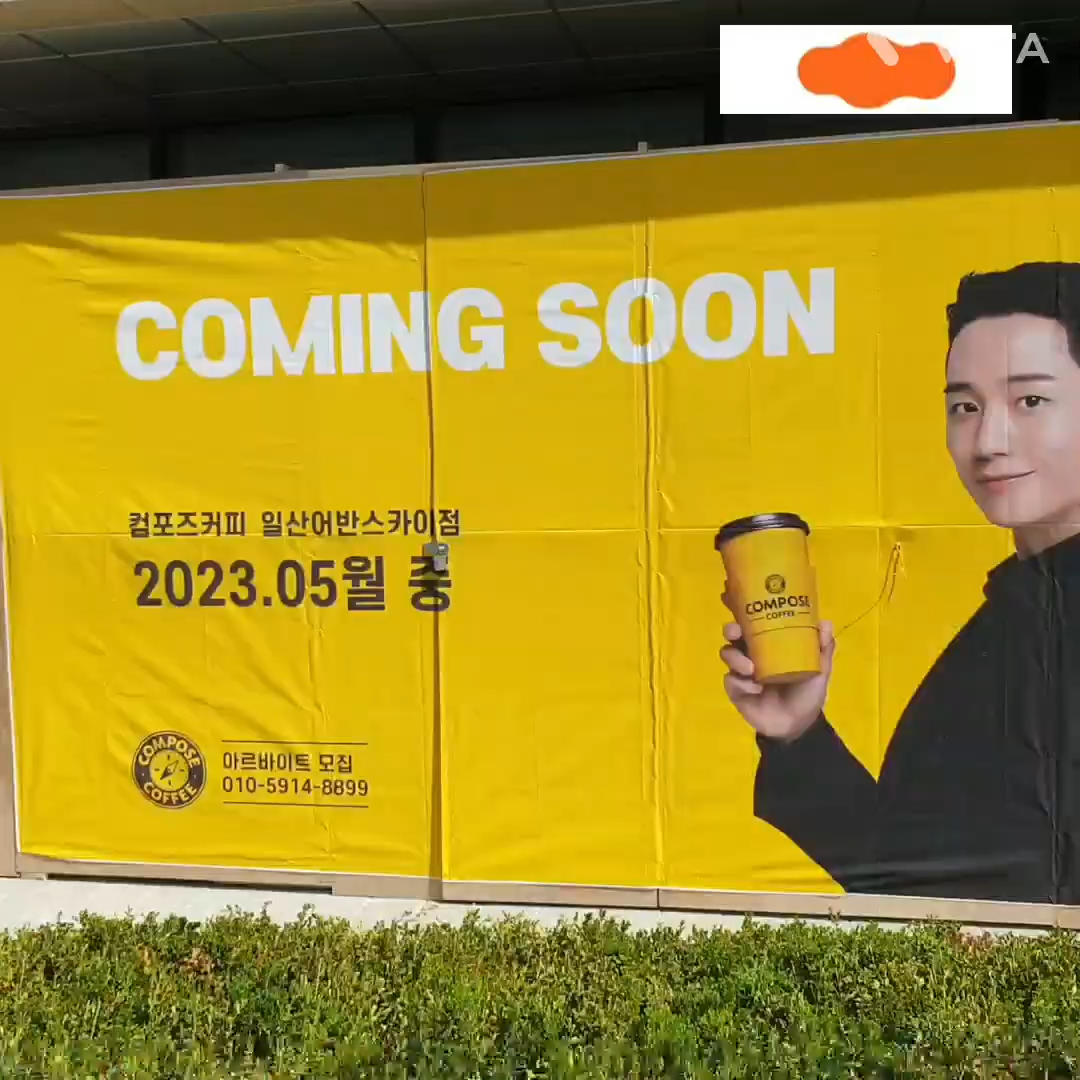 COMING SOON
컴포즈커피 일산어반스카이점
2023.05월 중
COMPOSE
COFFEE
COMPOSE
COFFEE
아르바이트 모집
010-5914-8899